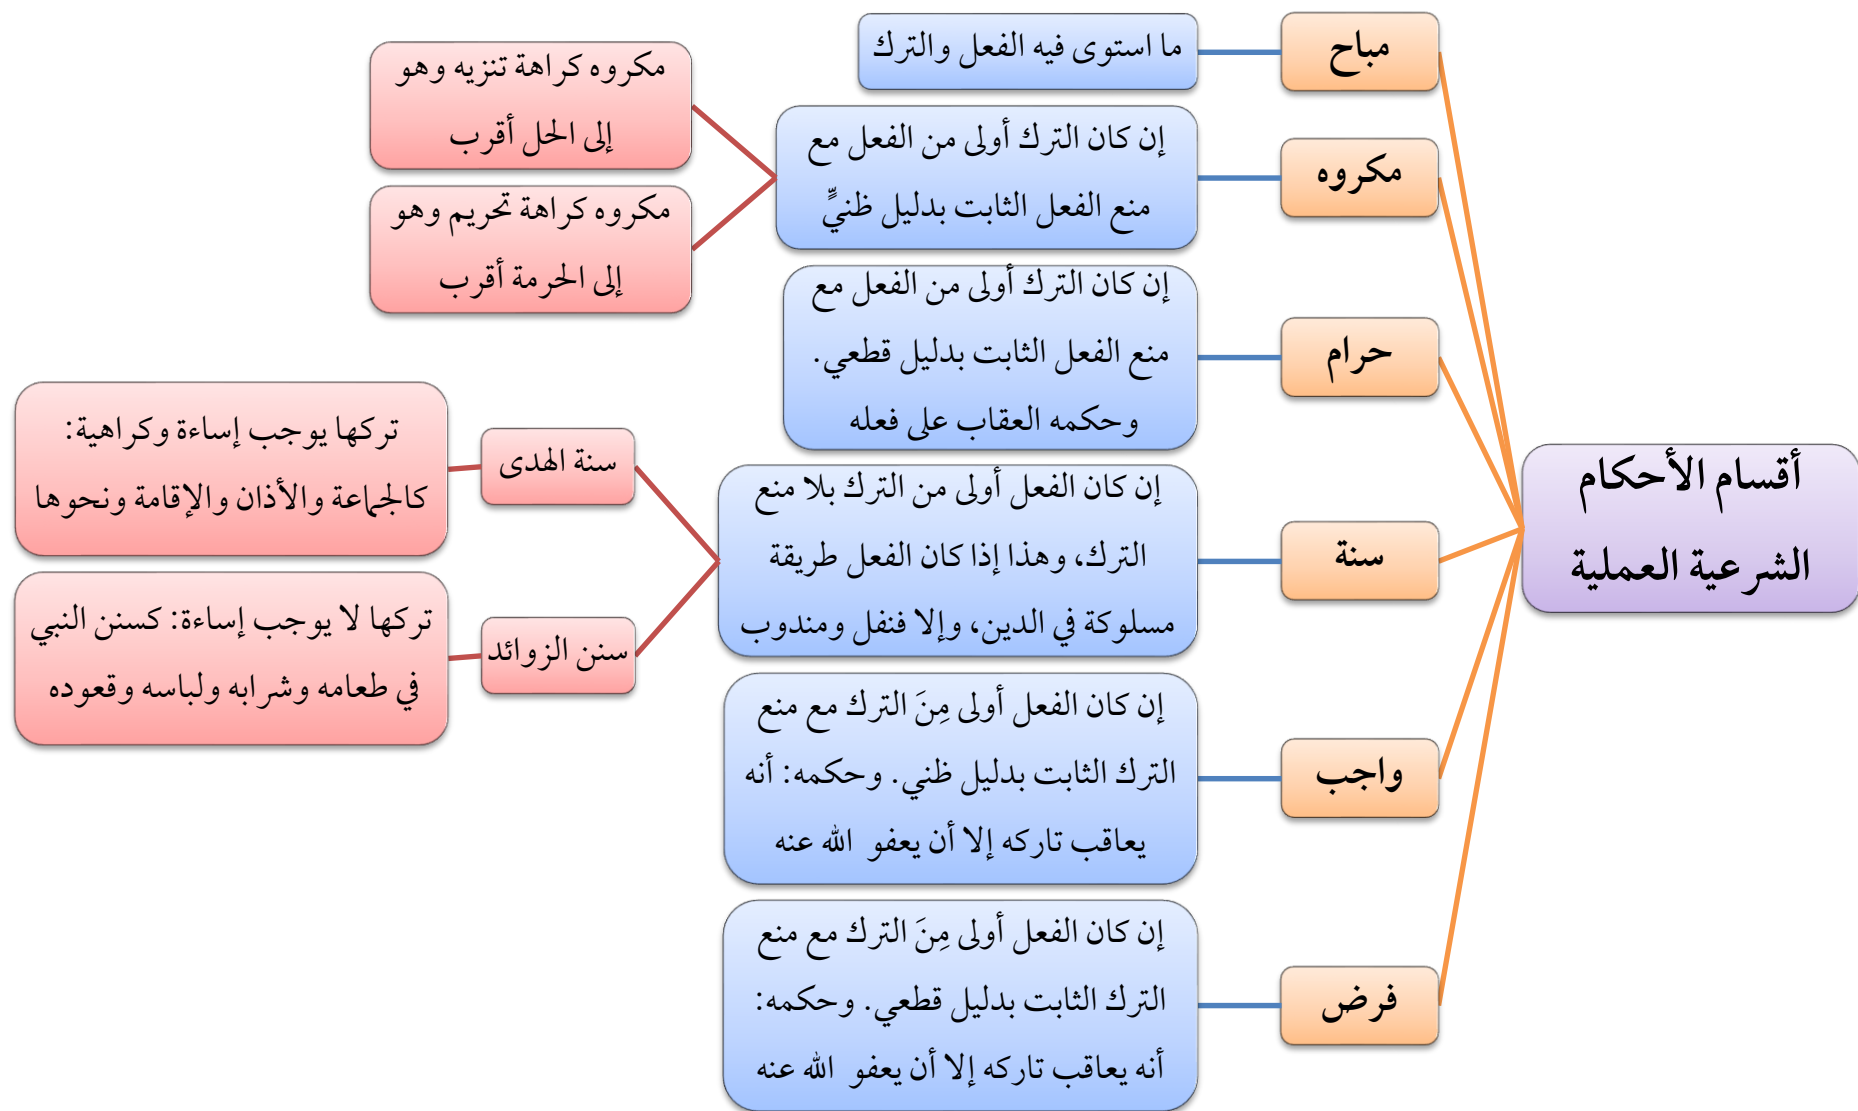 أقسام الأحكام
الشرعية العملية
مباح
ما استوى فيه الفعل والترك
مكروه
إن كان الترك أولى من الفعل مع
منع الفعل الثابت بدليل ظنيٍّ
مكروه كراهة تنزيه وهو
إلى الحل أقرب
مكروه كراهة تحريم وهو
إلى الحرمة أقرب
حرام
إن كان الترك أولى من الفعل مع
منع الفعل الثابت بدليل قطعي.
وحكمه العقاب على فعله
سنة
إن كان الفعل أولى من الترك بلا منع
الترك، وهذا إذا كان الفعل طريقة
مسلوكة في الدين، وإلا فنفل ومندوب
سنة الهدى
تركها يوجب إساءة وكراهية:
كالجماعة والأذان والإقامة ونحوها
سنن الزوائد
تركها لا يوجب إساءة: كسنن النبي
في طعامه وشرابه ولباسه وقعوده
واجب
إن كان الفعل أولى مِنَ الترك مع منع
الترك الثابت بدليل ظني. وحكمه: أنه
يعاقب تاركه إلا أن يعفو الله عنه
فرض
إن كان الفعل أولى مِنَ الترك مع منع
الترك الثابت بدليل قطعي. وحكمه:
أنه يعاقب تاركه إلا أن يعفو الله عنه